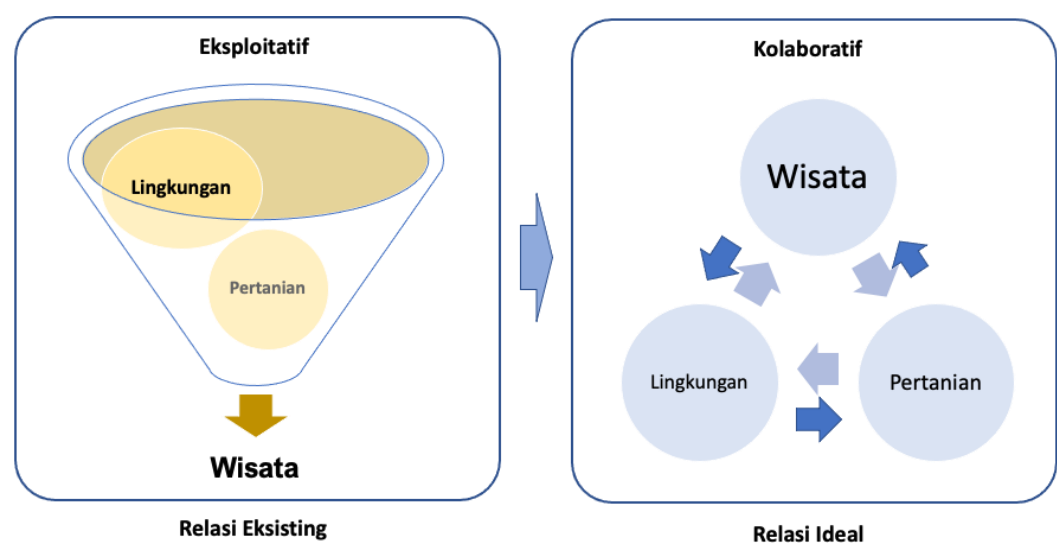 Eksploitatif
Lingkungan
Pertanian
Wisata
Relasi Eksisting
Kolaboratif
Wisata
Lingkungan
Pertanian
Relasi Ideal